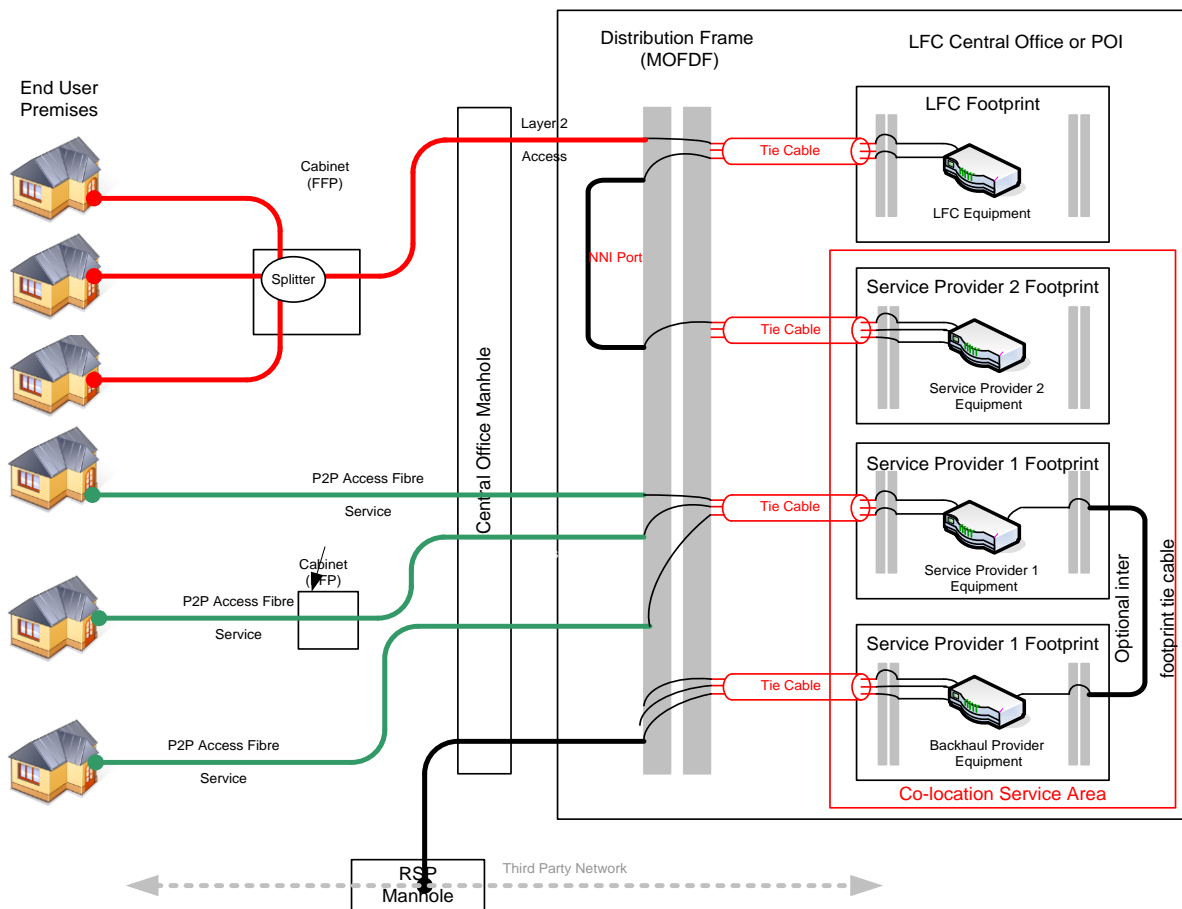 Distribution Frame
(MOFDF)
LFC Central Office or POI
End User
Premises
LFC Footprint
Layer 2
Access
Tie Cable
Cabinet
(FFP)
LFC Equipment
Splitter
NNI Port
Service Provider 2 Footprint
Tie Cable
Service Provider 2
Equipment
Central Office Manhole
P2P Access Fibre
Service
Service Provider 1 Footprint
Tie Cable
Service Provider 1
Equipment
Optional inter
footprint tie cable
Cabinet
(FFP)
P2P Access Fibre
Service
Service Provider 1 Footprint
Tie Cable
P2P Access Fibre
Service
Backhaul Provider
Equipment
Co-location Service Area
Third Party Network
RSP
Manhole